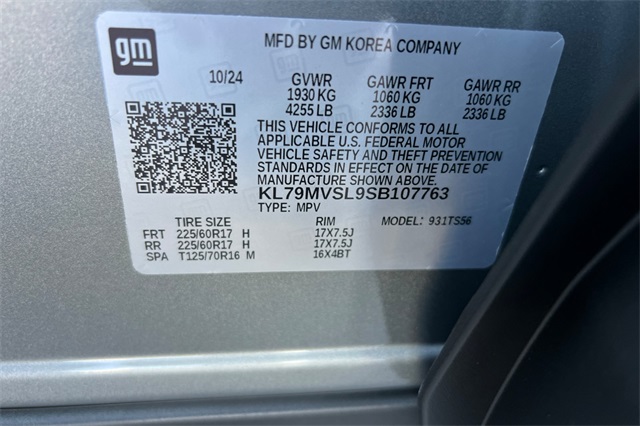 gm
MFD BY GM KOREA COMPANY
10/24 GVWR GAWR FRT GAWR RR
1930 KG 1060 KG 1060 KG
4255 LB 2336 LB 2336 LB
THIS VEHICLE CONFORMS TO ALL
APPLICABLE U.S. FEDERAL MOTOR
VEHICLE SAFETY AND THEFT PREVENTION
STANDARDS IN EFFECT ON THE DATE OF
MANUFACTURE SHOWN ABOVE.
KL79MVSL9SB107763
TYPE: MPV
TIRE SIZE RIM MODEL: 931TS56
FRT 225/60R17 H 17X7.5J
RR 225/60R17 H 17X7.5J
SPA T125/70R16 M 16X4BT